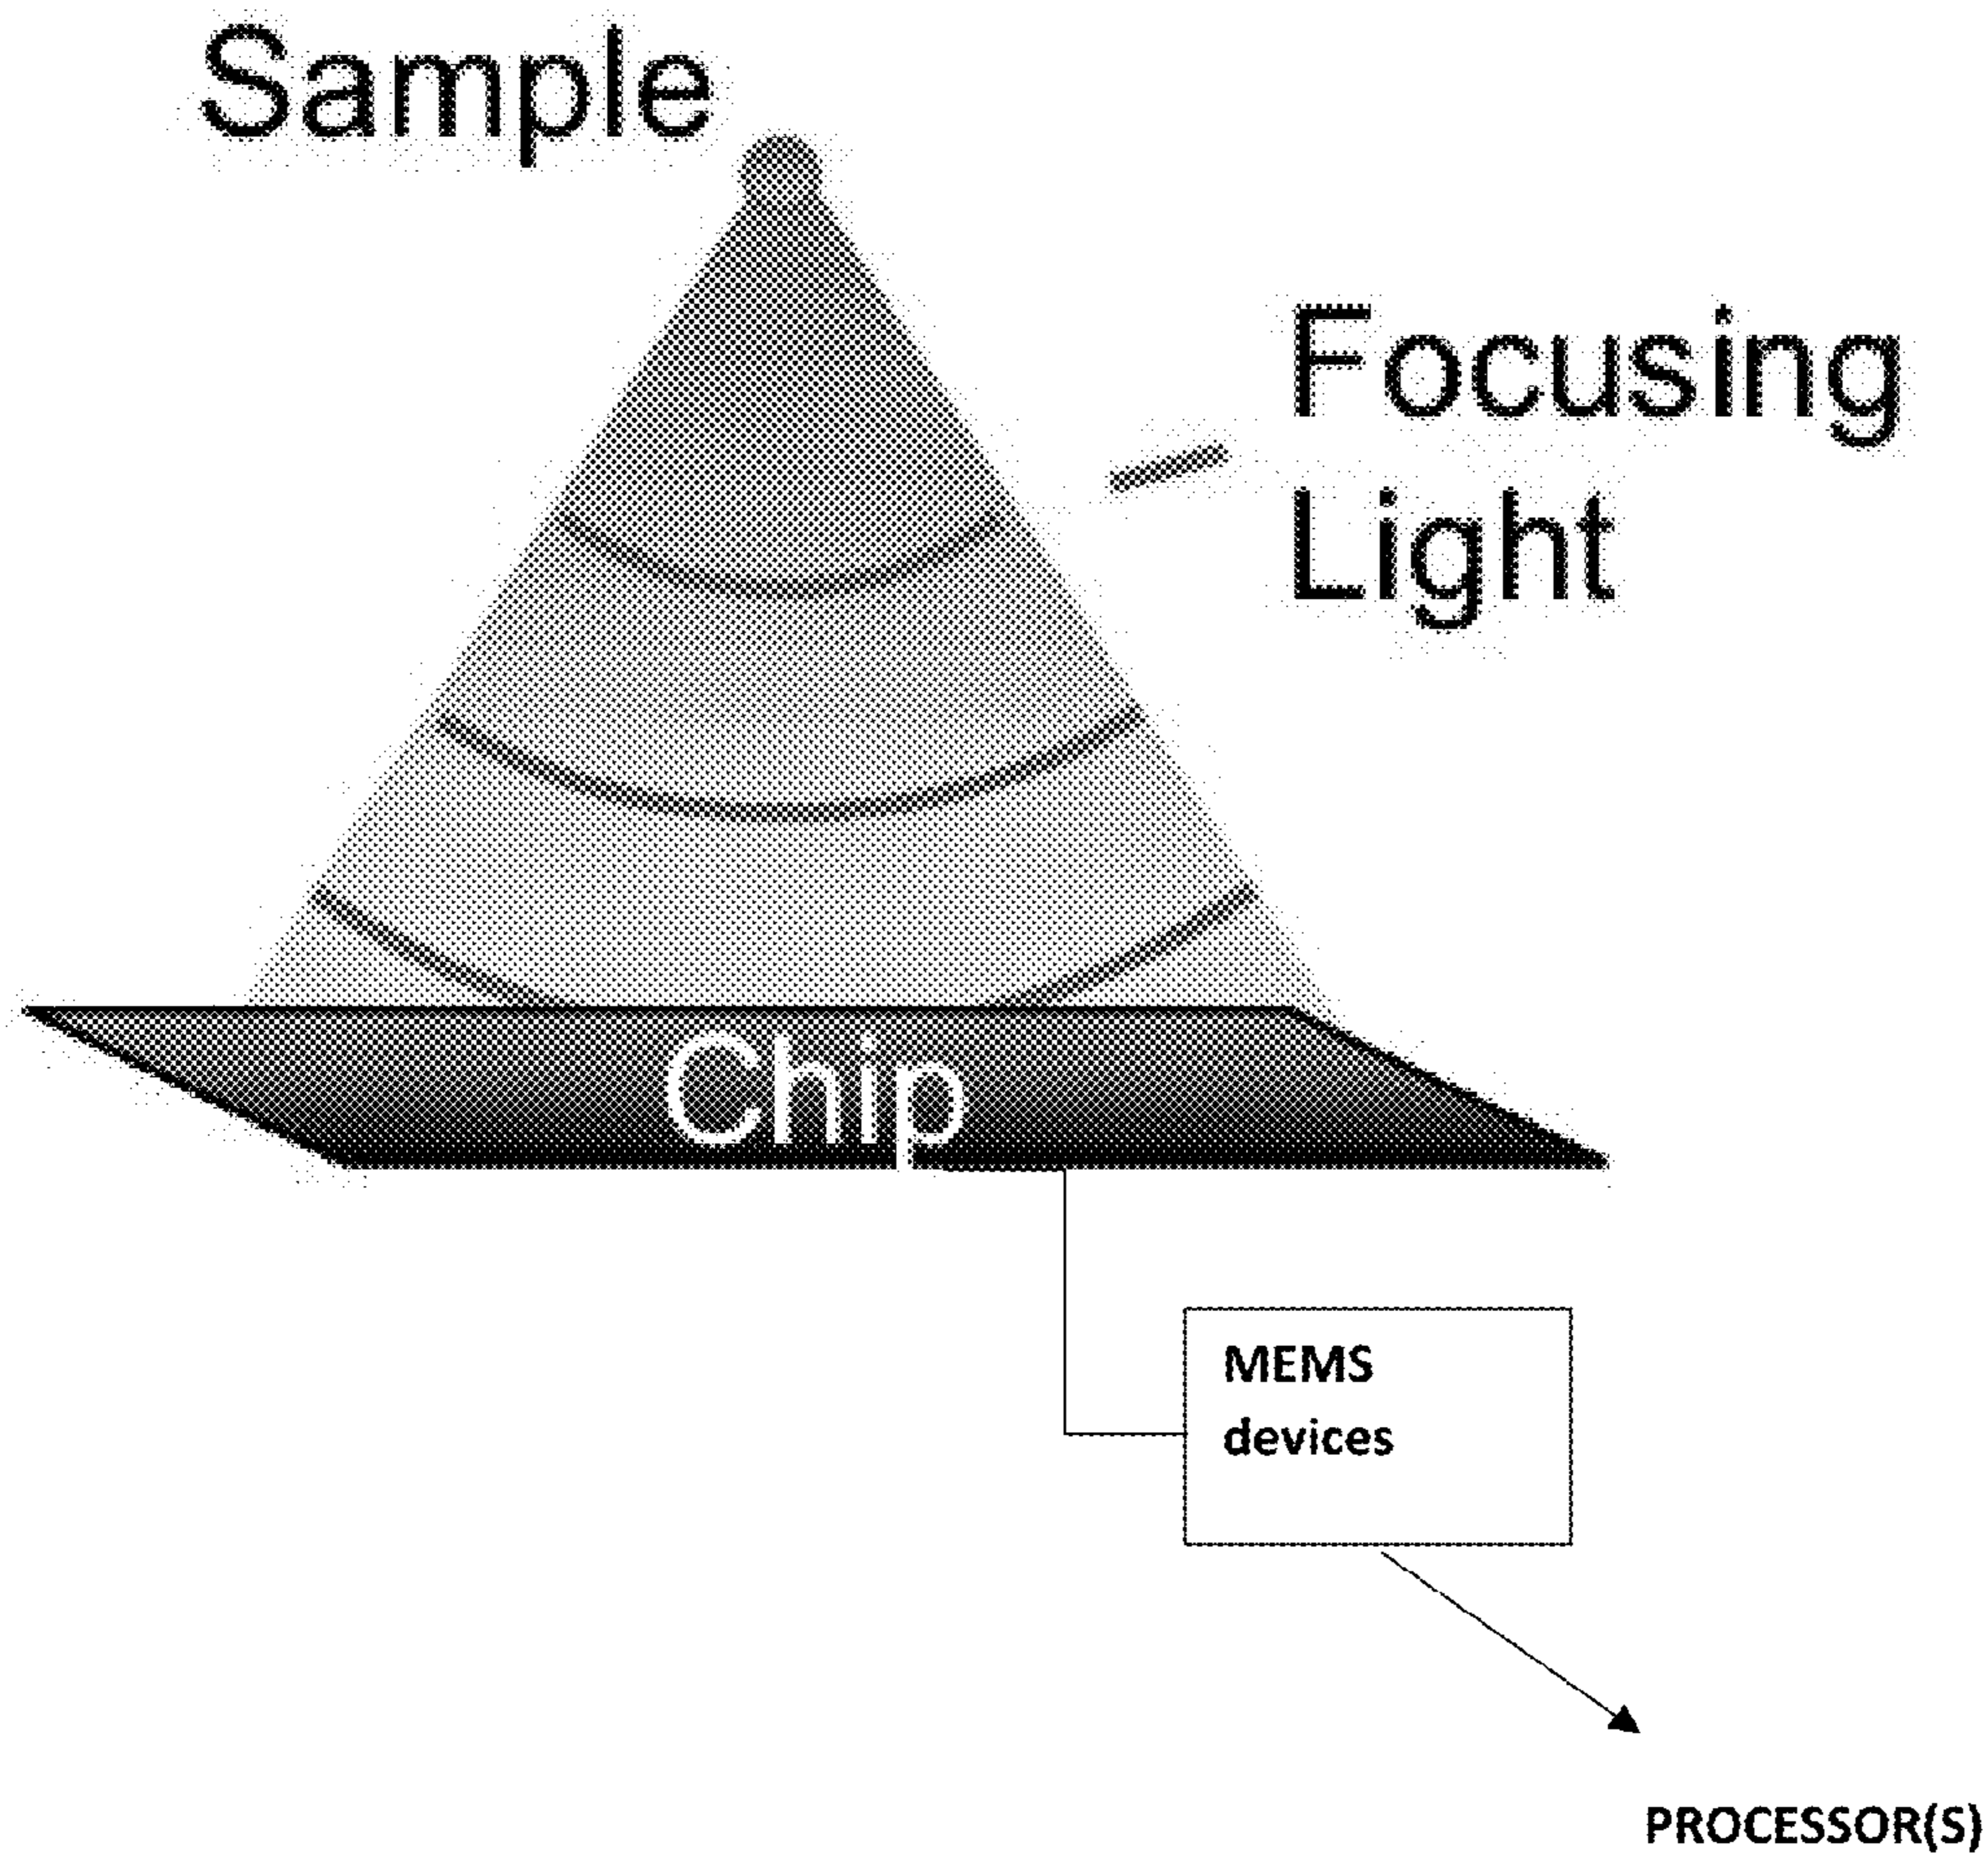 Sample
Focusing
Light
Chip
MEMS
devices
PROCESSOR(S)